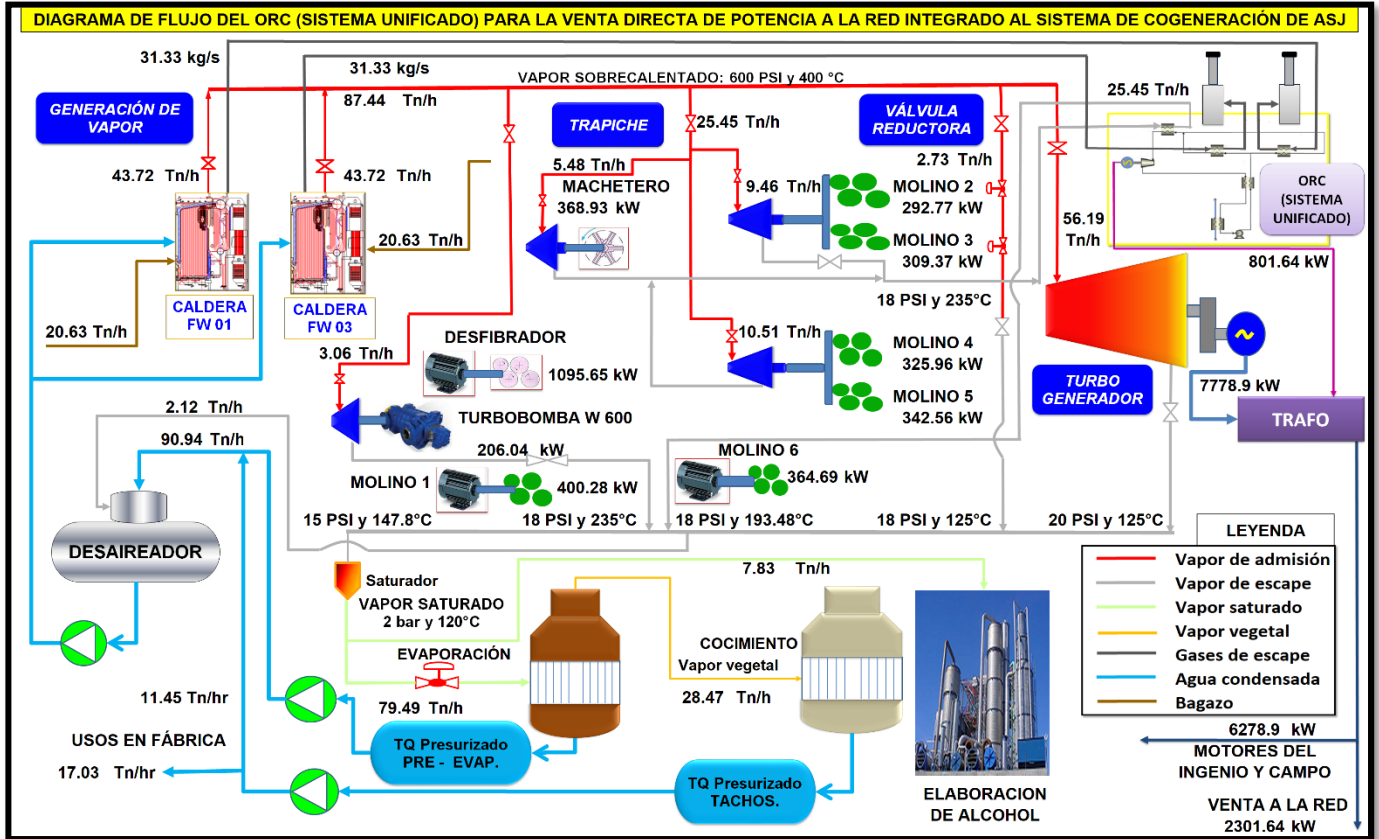 DIAGRAMA DE FLUJO DEL ORC (SISTEMA UNIFICADO) PARA LA VENTA DIRECTA DE POTENCIA A LA RED INTEGRADO AL SISTEMA DE COGENERACIÓN DE ASJ
31.33 kg/s
31.33 kg/s
VAPOR SOBRECALENTADO: 600 PSI y 400 °C
87.44 Tn/h
25.45 Tn/h
GENERACIÓN DE
VAPOR
TRAPICHE
VÁLVULA
REDUCTORA
25.45 Tn/h
43.72 Tn/h
43.72 Tn/h
5.48 Tn/h
MACHETERO
368.93 kW
9.46 Tn/h
2.73 Tn/h
MOLINO 2
292.77 kW
MOLINO 3
309.37 kW
ORC
(SISTEMA
UNIFICADO)
56.19
Tn/h
801.64 kW
20.63 Tn/h
CALDERA
FW 01
CALDERA
FW 03
20.63 Tn/h
18 PSI y 235°C
3.06 Tn/h
DESFIBRADOR
1095.65 kW
10.51 Tn/h
MOLINO 4
325.96 kW
MOLINO 5
342.56 kW
TURBO
GENERADOR
7778.9 kW
TRAFO
2.12 Tn/h
TURBOBOMBA W 600
90.94 Tn/h
206.04 kW
MOLINO 1
400.28 kW
MOLINO 6
364.69 kW
15 PSI y 147.8°C
18 PSI y 235°C
18 PSI y 193.48°C
18 PSI y 125°C
20 PSI y 125°C
DESAIREADOR
LEYENDA
Vapor de admisión
Vapor de escape
Vapor saturado
Vapor vegetal
Gases de escape
Agua condensada
Bagazo
Saturador
VAPOR SATURADO
2 bar y 120°C
7.83 Tn/h
EVAPORACIÓN
COCIMIENTO
Vapor vegetal
28.47 Tn/h
79.49 Tn/h
11.45 Tn/hr
USOS EN FÁBRICA
17.03 Tn/hr
TQ Presurizado
PRE - EVAP.
TQ Presurizado
TACHOS.
ELABORACION
DE ALCOHOL
6278.9 kW
MOTORES DEL
INGENIO Y CAMPO
VENTA A LA RED
2301.64 kW